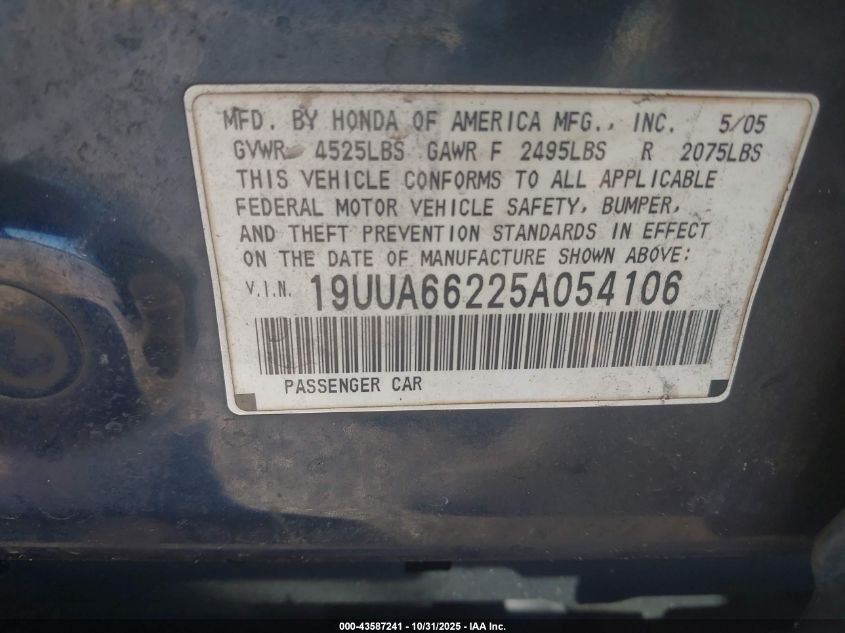 MFD. BY HONDA OF AMERICA MFG., INC. 5/05
GVWR 4525LBS GAWR F 2495LBS R 2075LBS
THIS VEHICLE CONFORMS TO ALL APPLICABLE
FEDERAL MOTOR VEHICLE SAFETY, BUMPER,
AND THEFT PREVENTION STANDARDS IN EFFECT
ON THE DATE OF MANUFACTURE SHOWN ABOVE:
V.I.N. 19UUA66225A054106
PASSENGER CAR
000-43587241 | 10/31/2025 | IAA Inc.